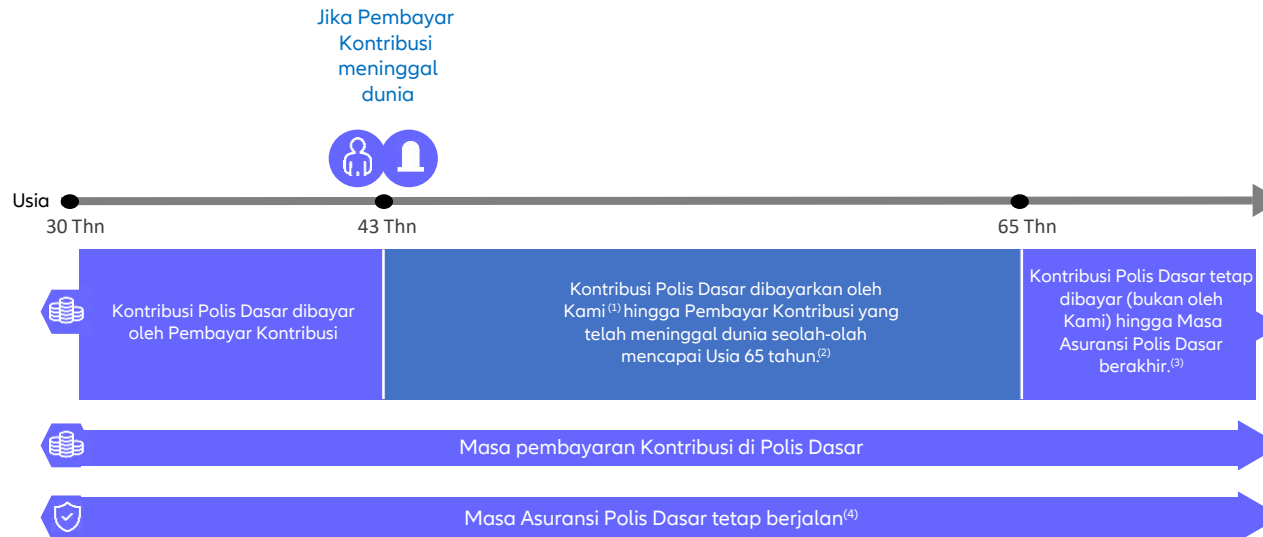 Jika Pembayar
Kontribusi
meninggal
dunia
Usia
30 Thn
43 Thn
65 Thn
Kontribusi Polis Dasar dibayar
oleh Pembayar Kontribusi
Kontribusi Polis Dasar dibayarkan oleh
Kami (1) hingga Pembayar Kontribusi yang
telah meninggal dunia seolah-olah
mencapai Usia 65 tahun.(2)
Kontribusi Polis Dasar tetap
dibayar (bukan oleh
Kami) hingga Masa
Asuransi Polis Dasar
berakhir.(3)
Masa pembayaran Kontribusi di Polis Dasar
Masa Asuransi Polis Dasar tetap berjalan(4)